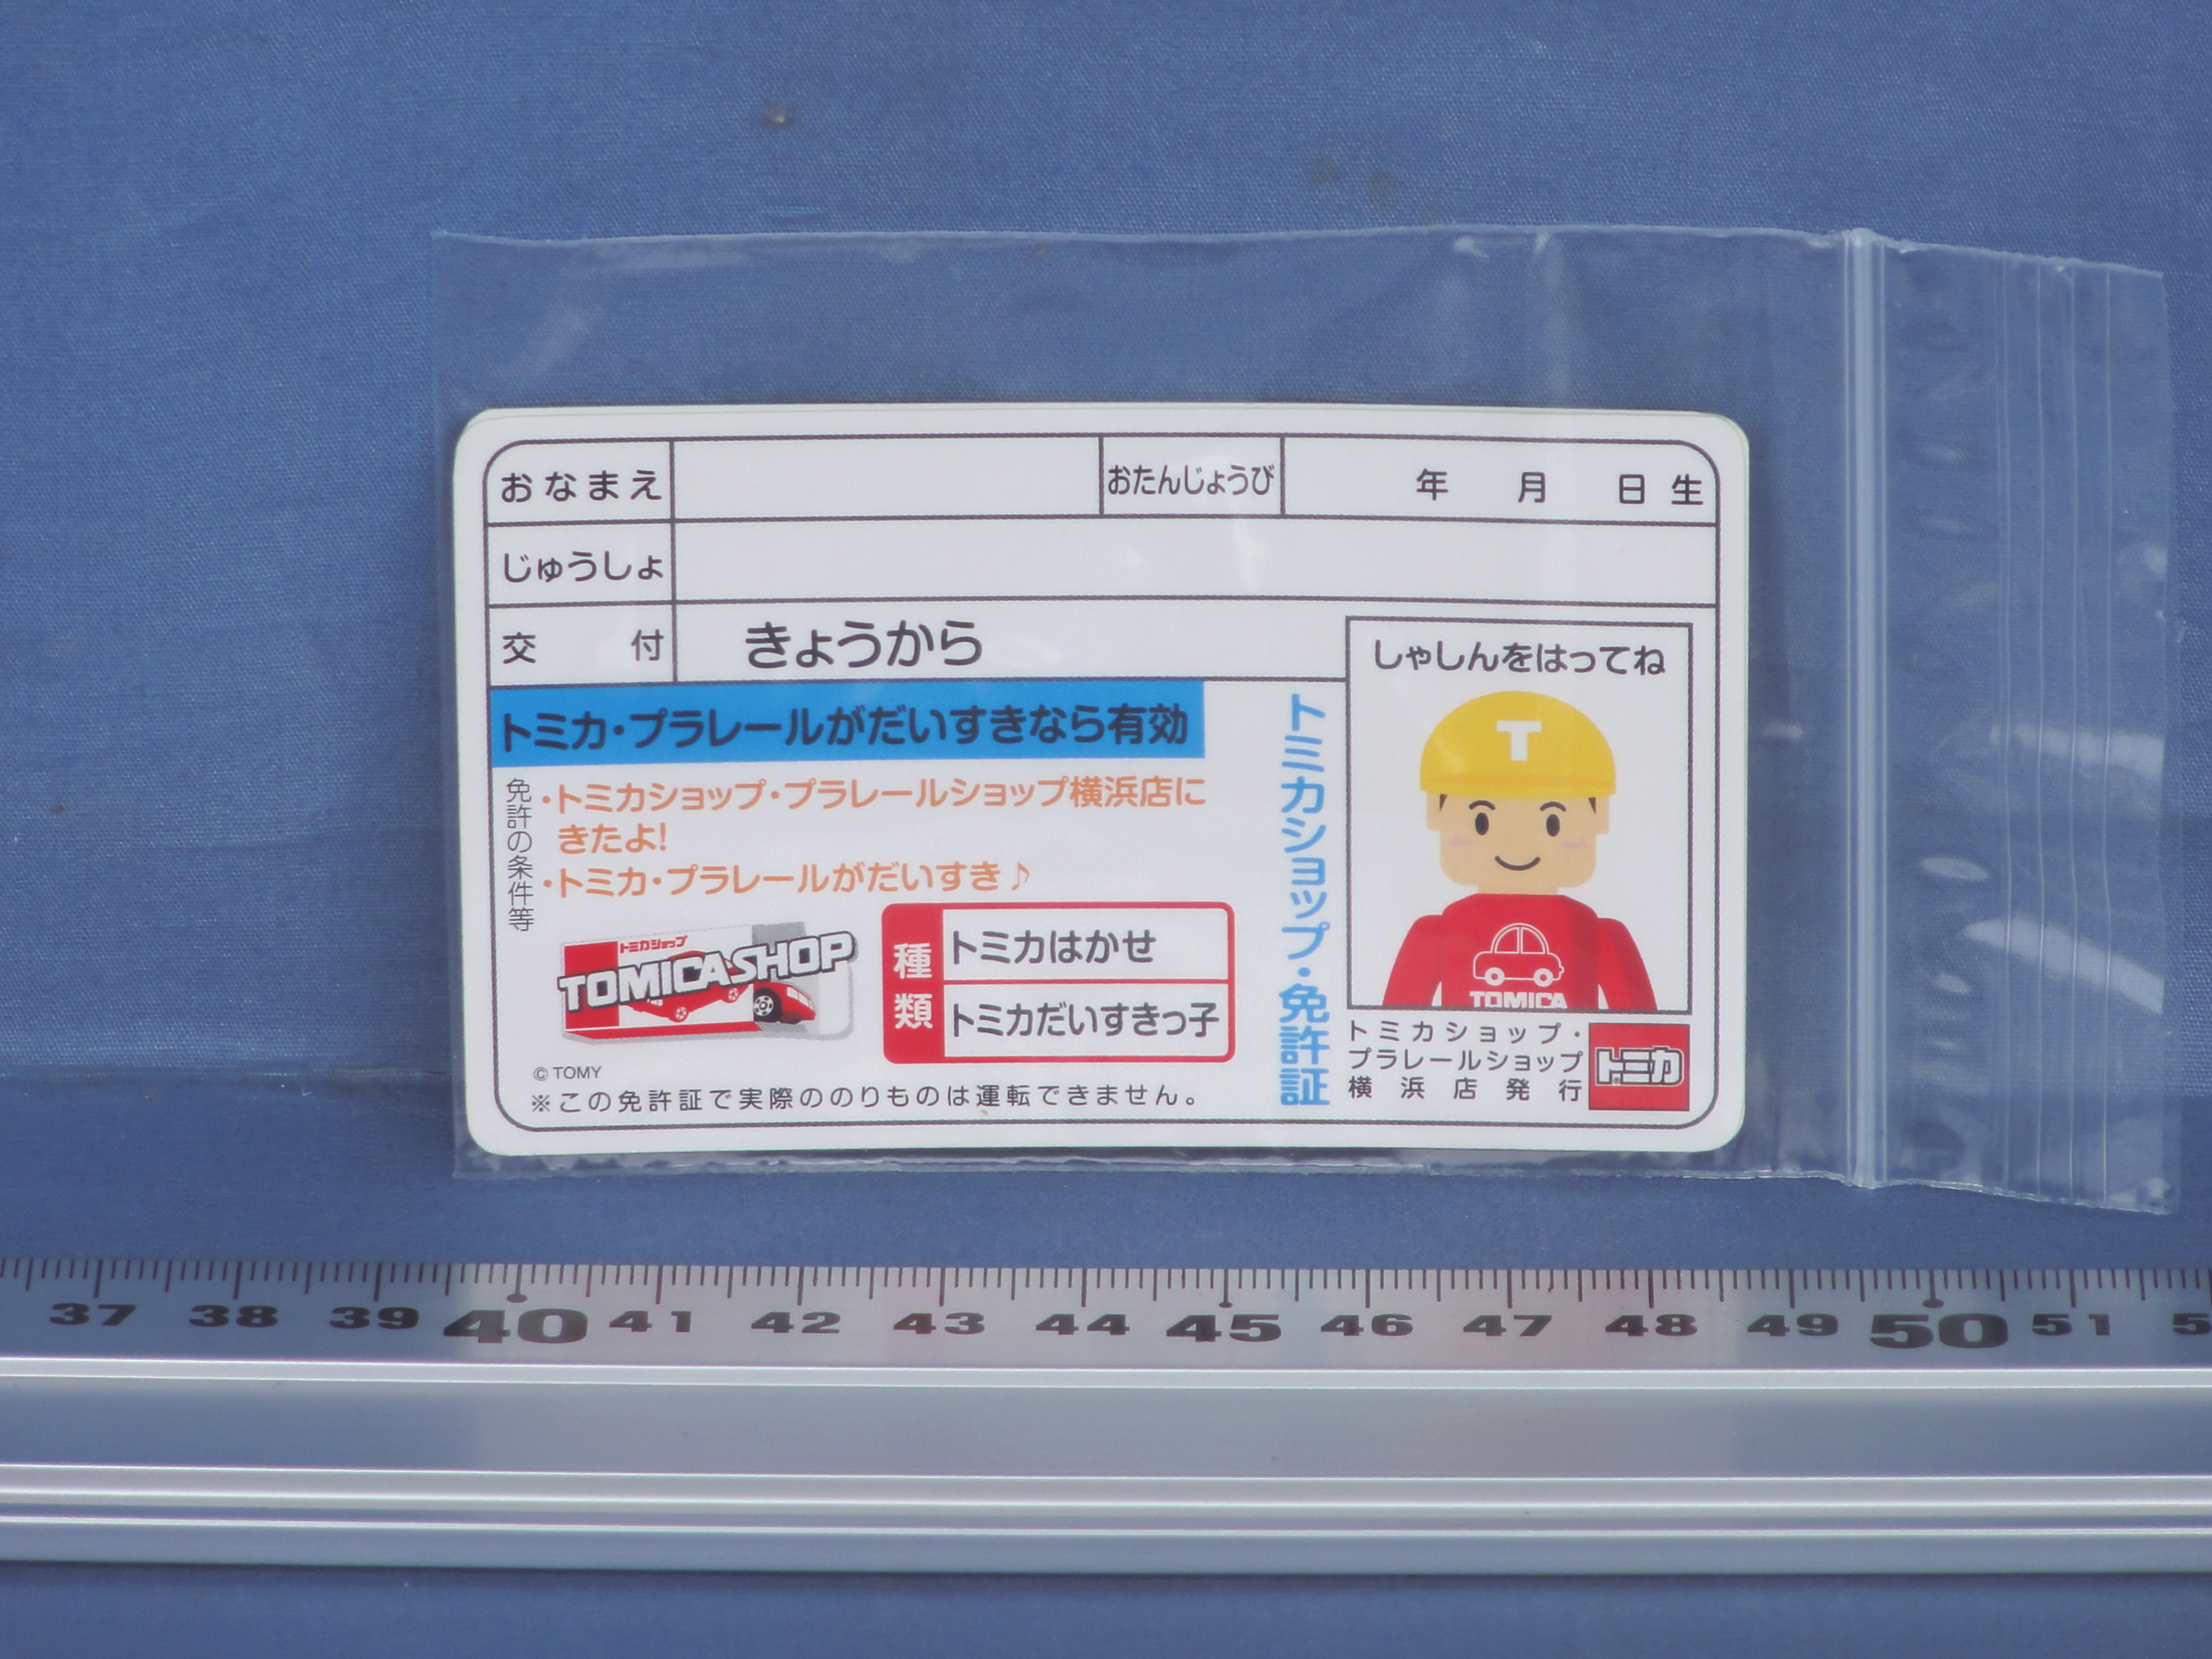 おなまえ
おたんじょうび
年 月 日生
じゅうしょ
交付
きょうから
しゃしんをはってね
トミカ・プラレールがだいすきなら有効
免許の条件等
・トミカショップ・プラレールショップ横浜店に
きたよ!
・トミカ・プラレールがだいすき♪
トミカショップ
TOMICA SHOP
種類
トミカはかせ
トミカだいすきっ子
トミカショップ・免許証
T
TOMICA
トミカショップ・
プラレールショップ
横浜店発行
トミカ
© TOMY
※この免許証で実際ののりものは運転できません。
37 38 39 40 41 42 43 44 45 46 47 48 49 50 51